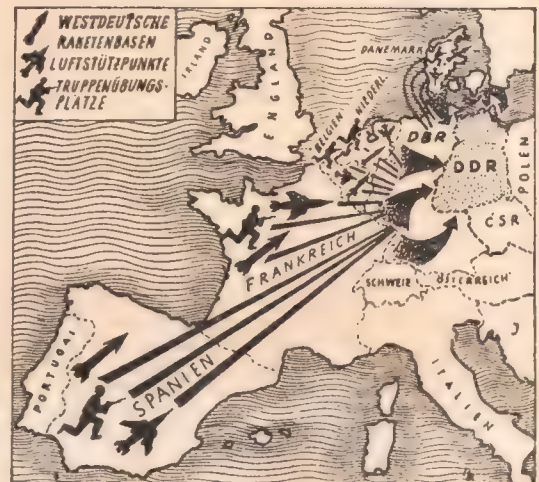 WESTDEUTSCHE
RAKETENBASEN
LUFTSTÜTZPUNKTE
TRUPPENÜBUNGS-
PLÄTZE
IRLAND
ENGLAND
DÄNEMARK
BELGIEN
NIEDERL.
DBR
DDR
POLEN
FRANKREICH
ČSR
SCHWEIZ
ÖSTERREICH
J
PORTUGAL
SPANIEN
ITALIEN